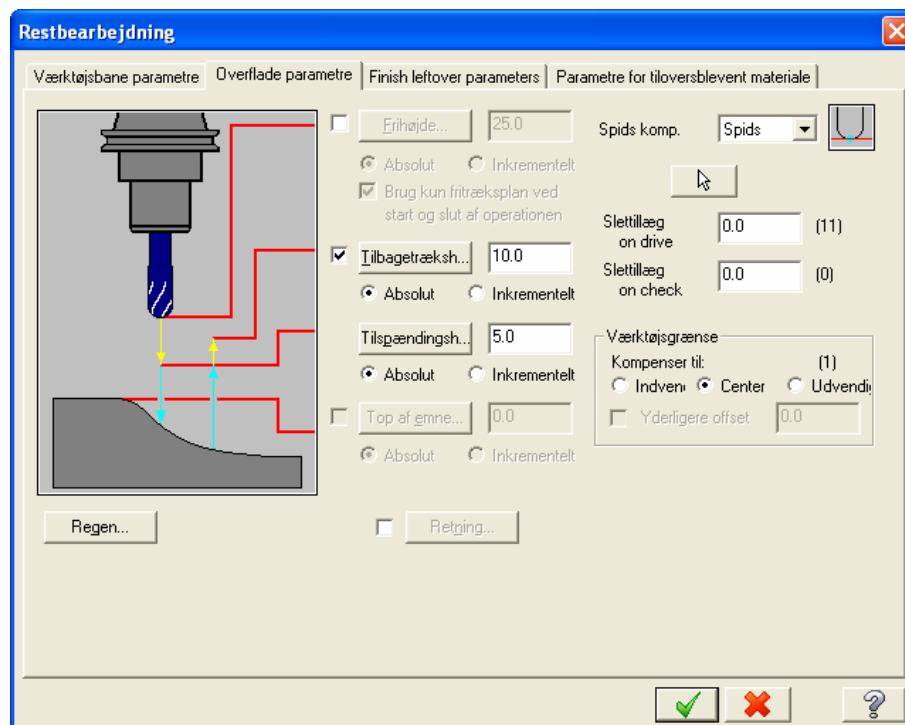 Restbearbejdning
Værktøjsbane parametre
Overflade parametre
Finish leftover parameters
Parametre for tiloversblevent materiale
Frihøjde...
25.0
Absolut
Inkrementelt
Brug kun fritræksplan ved
start og slut af operationen
Tilbagetræksh...
10.0
Absolut
Inkrementelt
Tilspændingsh...
5.0
Absolut
Inkrementelt
Top af emne...
0.0
Absolut
Inkrementelt
Regen...
Retning...
Spids komp.
Spids
Slettillæg
on drive
0.0
(11)
Slettillæg
on check
0.0
(0)
Værktøjsgrænse
Kompenser til:
(1)
Indven
Center
Udvendig
Yderligere offset
0.0